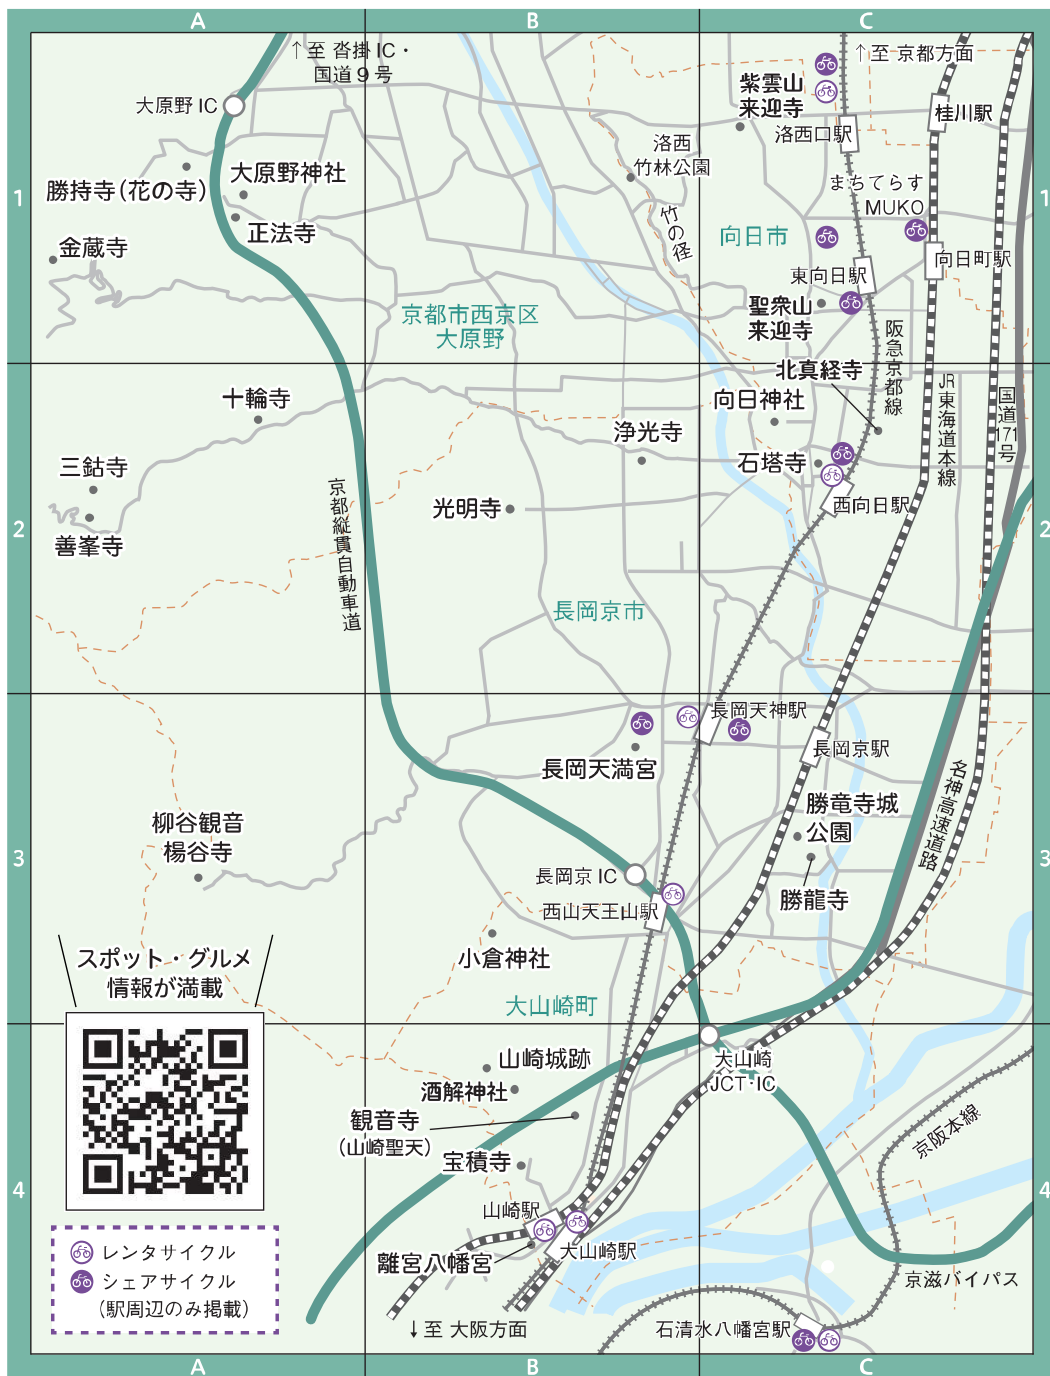 A
B
C
↑至 沓掛IC・
国道9号
↑至 京都方面
大原野IC
紫雲山
来迎寺
桂川駅
洛西口駅
洛西
竹林公園
勝持寺(花の寺)
大原野神社
まちてらす
MUKO
1
1
竹の径
正法寺
向日市
金蔵寺
向日町駅
東向日駅
京都市西京区
大原野
聖衆山
来迎寺
阪急京都線
北真経寺
JR東海道本線
国道171号
十輪寺
向日神社
浄光寺
三鈷寺
石塔寺
京都縦貫自動車道
光明寺
西向日駅
2
2
善峯寺
長岡京市
長岡天神駅
長岡京駅
長岡天満宮
名神高速道路
柳谷観音
楊谷寺
勝竜寺城
公園
3
3
長岡京IC
勝龍寺
西山天王山駅
小倉神社
スポット・グルメ
情報が満載
大山崎町
山崎城跡
大山崎
JCT・IC
酒解神社
観音寺
(山崎聖天)
京阪本線
宝積寺
4
4
山崎駅
レンタサイクル
大山崎駅
離宮八幡宮
シェアサイクル
(駅周辺のみ掲載)
京滋バイパス
↓至 大阪方面
石清水八幡宮駅
A
B
C